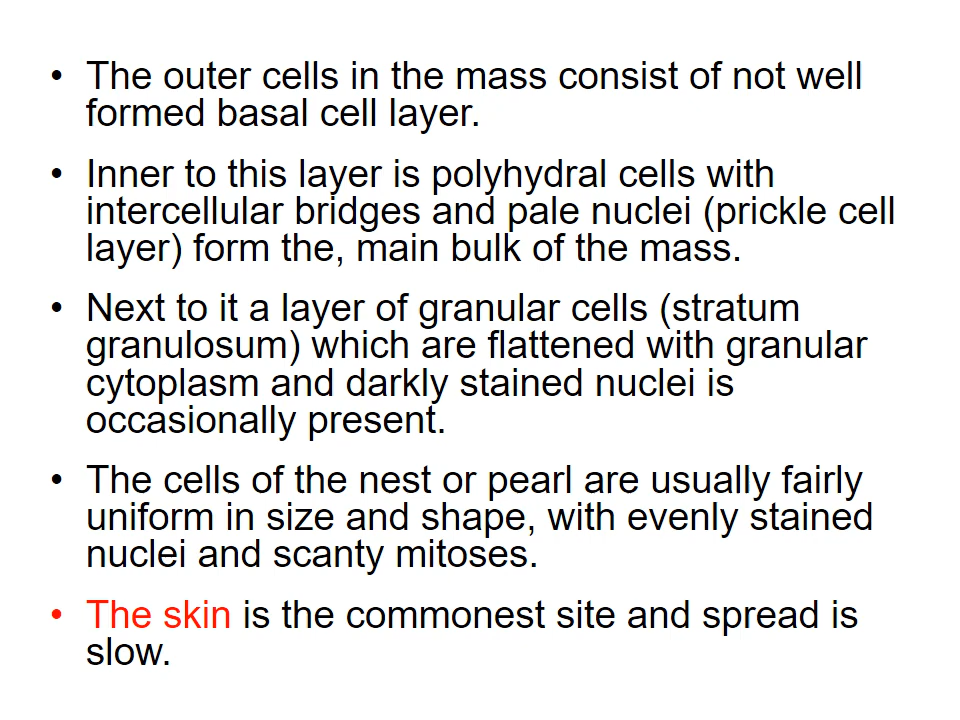 • The outer cells in the mass consist of not well
formed basal cell layer.
• Inner to this layer is polyhydral cells with
intercellular bridges and pale nuclei (prickle cell
layer) form the, main bulk of the mass.
• Next to it a layer of granular cells (stratum
granulosum) which are flattened with granular
cytoplasm and darkly stained nuclei is
occasionally present.
• The cells of the nest or pearl are usually fairly
uniform in size and shape, with evenly stained
nuclei and scanty mitoses.
• The skin is the commonest site and spread is
slow.